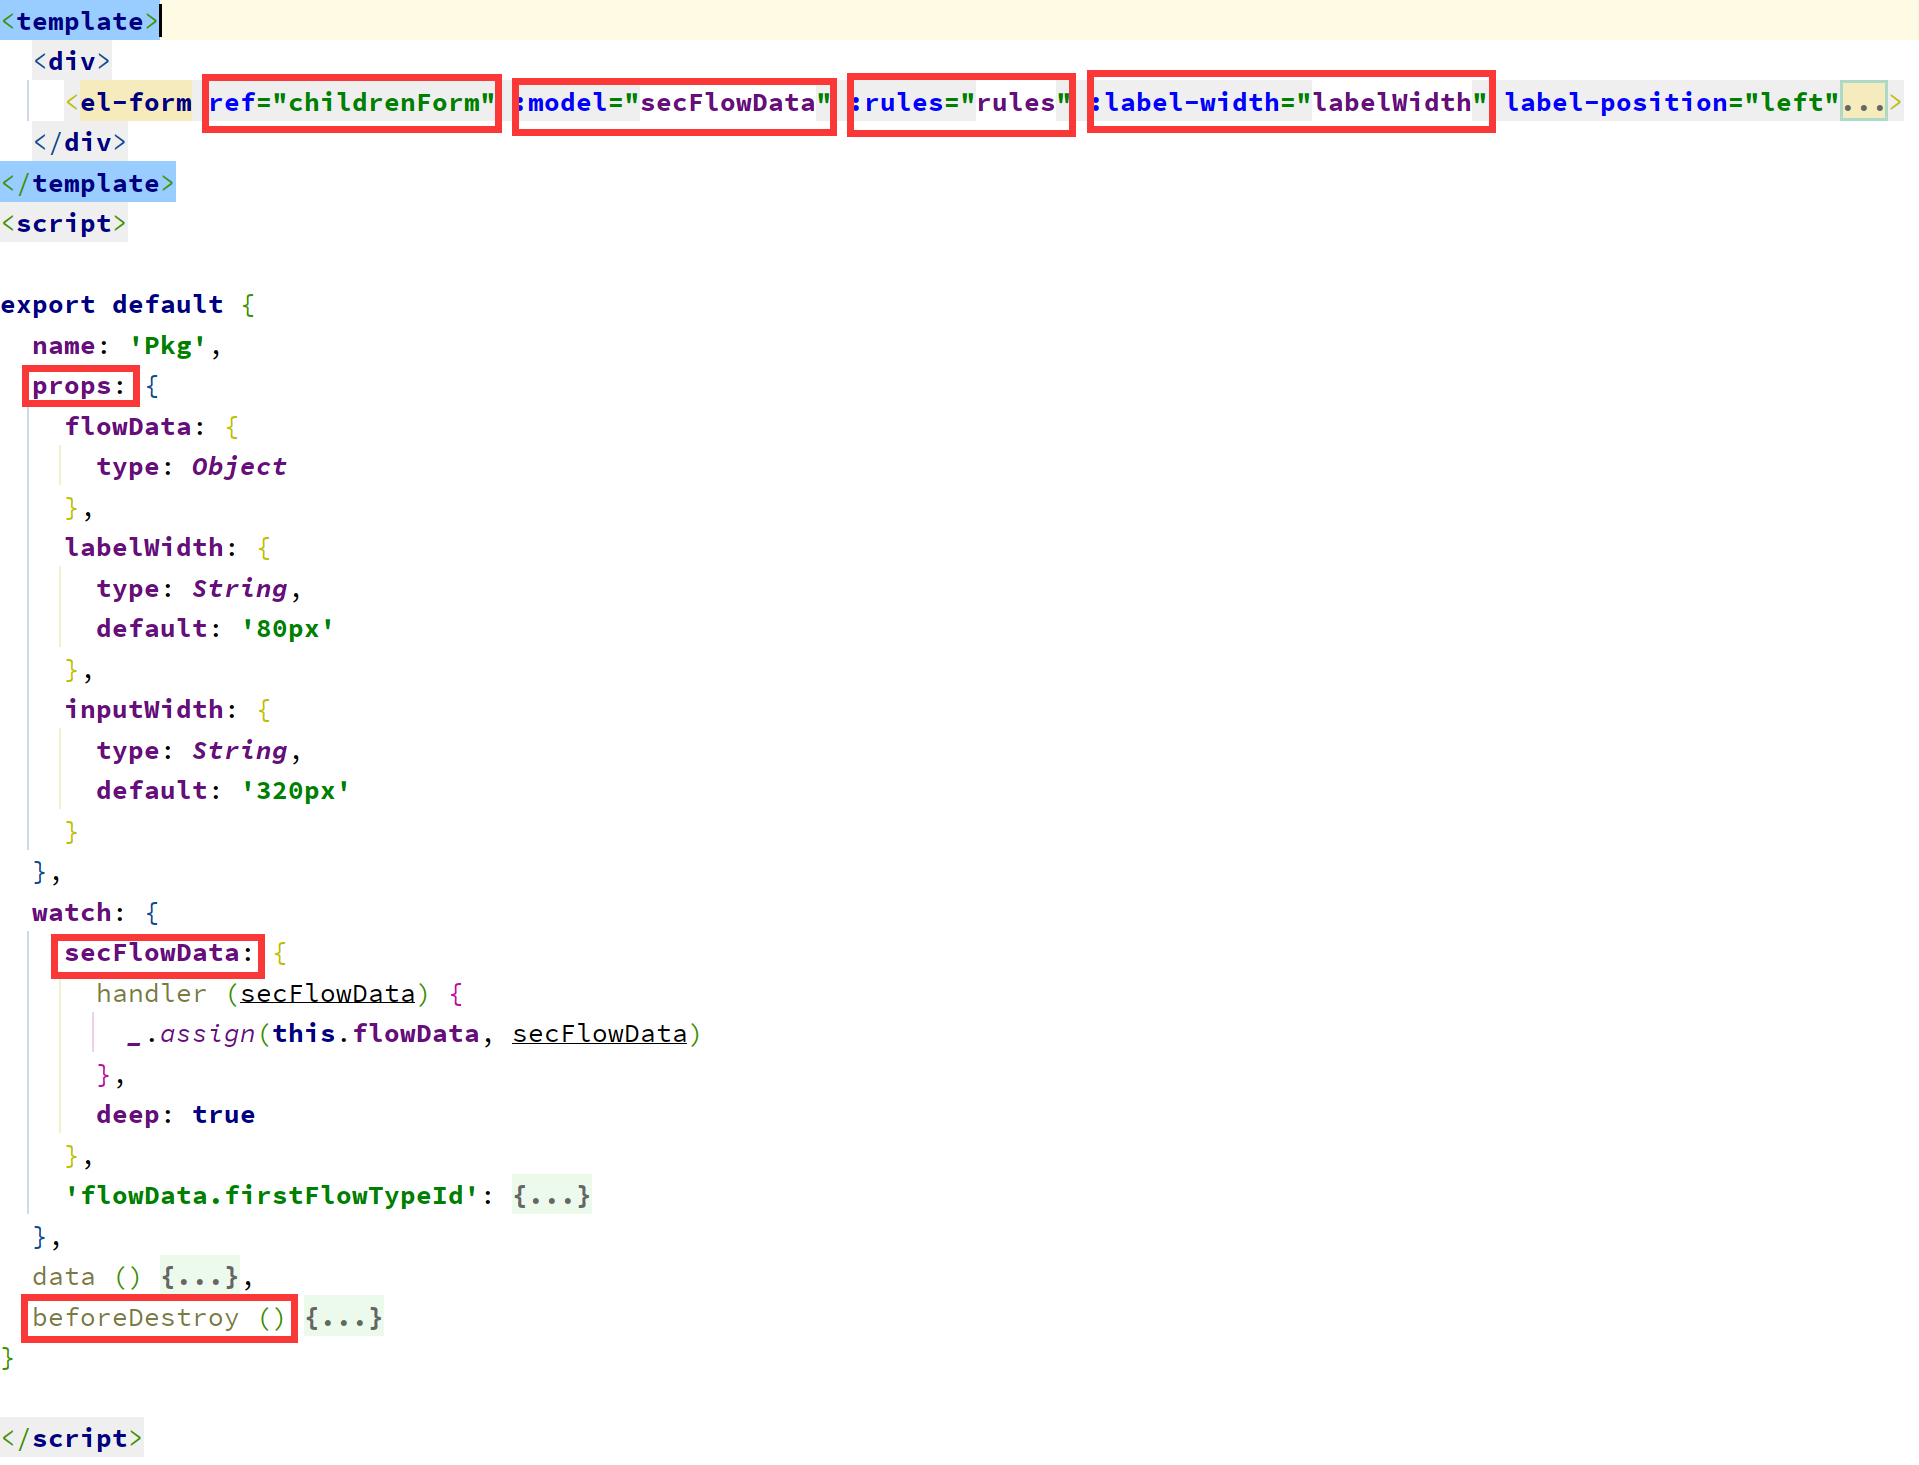 <template>
<div>
<el-form ref="childrenForm" :model="secFlowData" :rules="rules" :label-width="labelWidth" label-position="left"...>
</div>
</template>
<script>
export default {
name: 'Pkg',
props: {
flowData: {
type: Object
},
labelWidth: {
type: String,
default: '80px'
},
inputWidth: {
type: String,
default: '320px'
}
},
watch: {
secFlowData: {
handler (secFlowData) {
_.assign(this.flowData, secFlowData)
},
deep: true
},
'flowData.firstFlowTypeId': {...}
},
data () {...},
beforeDestroy () {...}
}
</script>